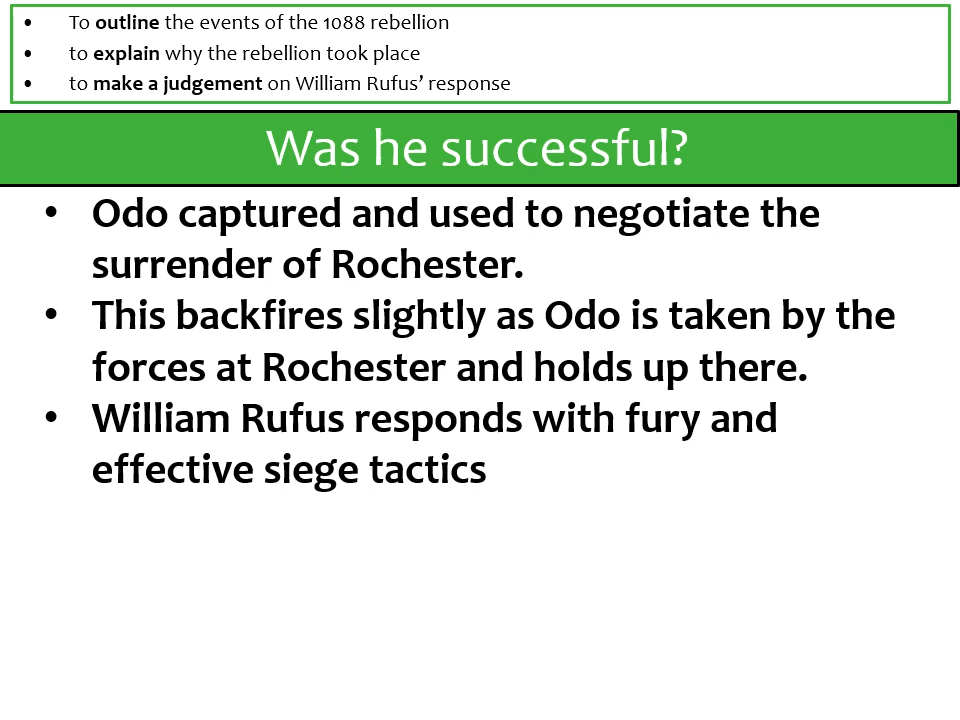 • To outline the events of the 1088 rebellion
• to explain why the rebellion took place
• to make a judgement on William Rufus’ response
Was he successful?
• Odo captured and used to negotiate the
surrender of Rochester.
• This backfires slightly as Odo is taken by the
forces at Rochester and holds up there.
• William Rufus responds with fury and
effective siege tactics